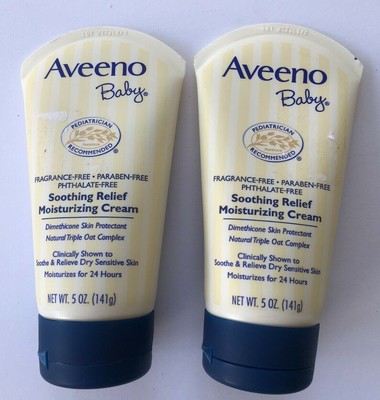 Aveeno
Baby®
PEDIATRICIAN
RECOMMENDED
FRAGRANCE-FREE • PARABEN-FREE
PHTHALATE-FREE
Soothing Relief
Moisturizing Cream
Dimethicone Skin Protectant
Natural Triple Oat Complex
Clinically Shown to
Soothe & Relieve Dry Sensitive Skin
Moisturizes for 24 Hours
NET WT. 5 OZ. (141g)
Aveeno
Baby®
PEDIATRICIAN
RECOMMENDED
FRAGRANCE-FREE • PARABEN-FREE
PHTHALATE-FREE
Soothing Relief
Moisturizing Cream
Dimethicone Skin Protectant
Natural Triple Oat Complex
Clinically Shown to
Soothe & Relieve Dry Sensitive Skin
Moisturizes for 24 Hours
NET WT. 5 OZ. (141g)